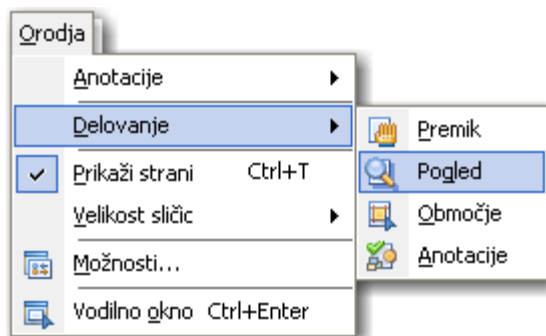 Orodja
Anotacije
Delovanje
Prikaži strani Ctrl+T
Velikost sličic
Možnosti...
Vodilno okno Ctrl+Enter
Premik
Pogled
Območje
Anotacije